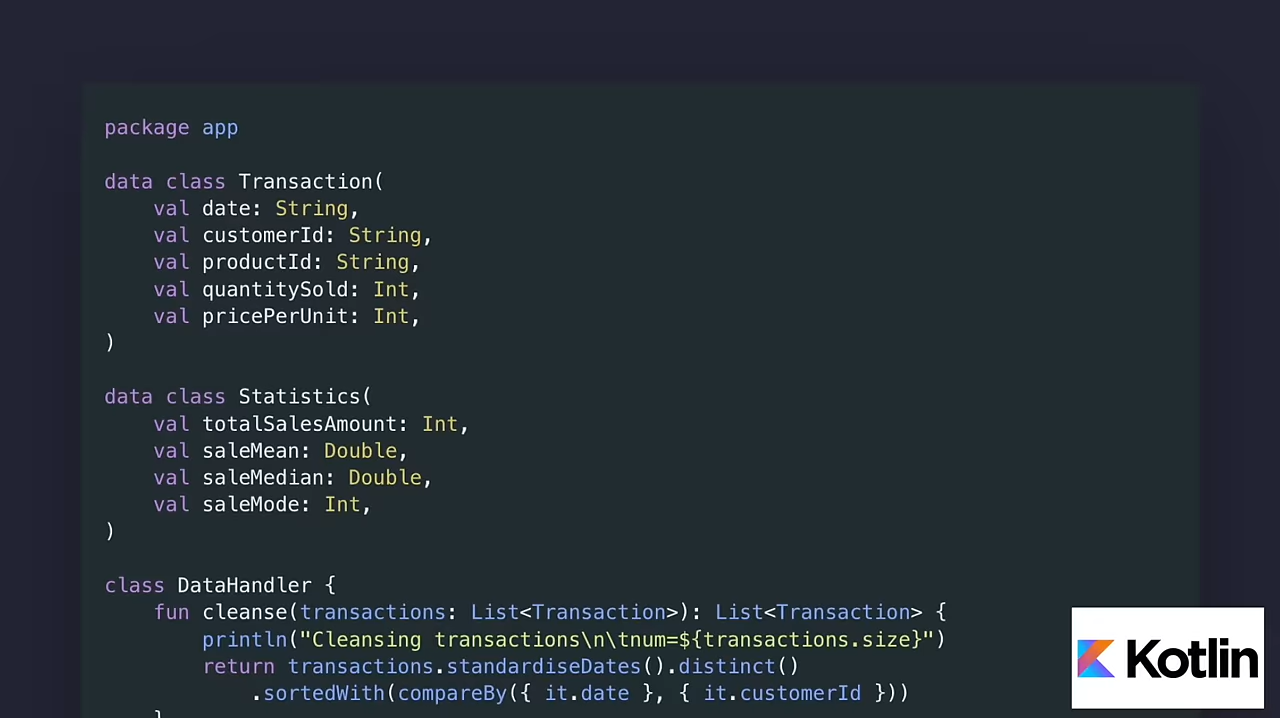 package app
data class Transaction(
    val date: String,
    val customerId: String,
    val productId: String,
    val quantitySold: Int,
    val pricePerUnit: Int,
)
data class Statistics(
    val totalSalesAmount: Int,
    val saleMean: Double,
    val saleMedian: Double,
    val saleMode: Int,
)
class DataHandler {
    fun cleanse(transactions: List<Transaction>): List<Transaction> {
        println("Cleansing transactions\n\tnum=${transactions.size}")
        return transactions.standardiseDates().distinct()
            .sortedWith(compareBy({ it.date }, { it.customerId }))
    }
Kotlin